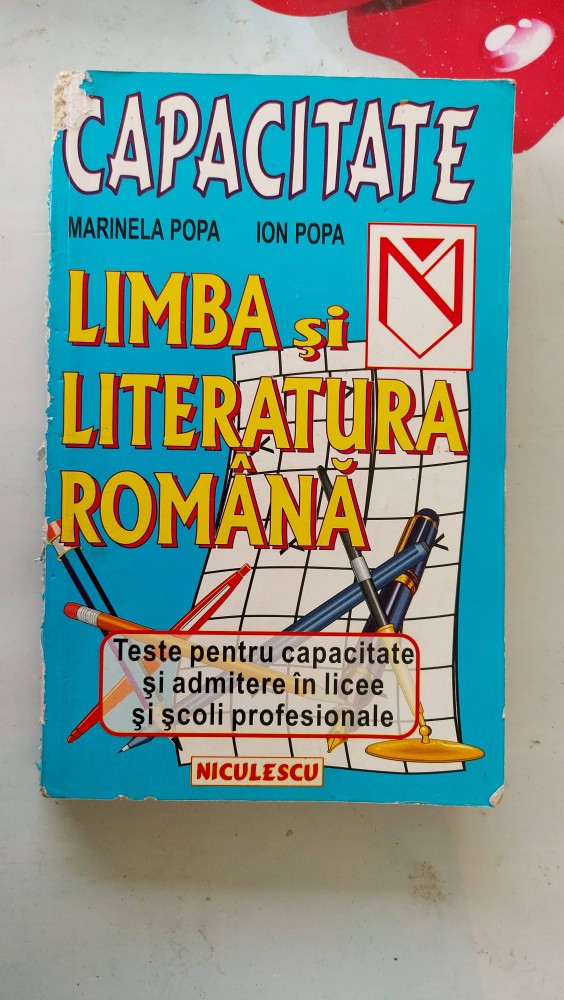 CAPACITATE
MARINELA POPA ION POPA
LIMBA și
LITERATURA
ROMÂNĂ
Teste pentru capacitate
și admitere în licee
și școli profesionale
NICULESCU